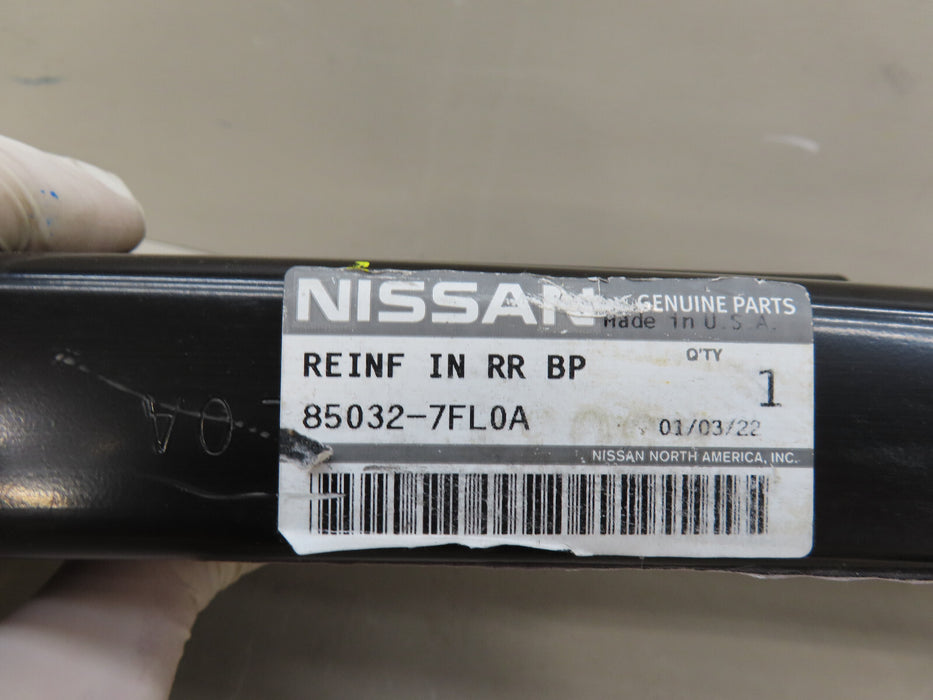 NISSAN GENUINE PARTS
Made in U.S.A.
REINF IN RR BP
Q'TY
1
85032-7FL0A
01/03/22
NISSAN NORTH AMERICA, INC.
0A